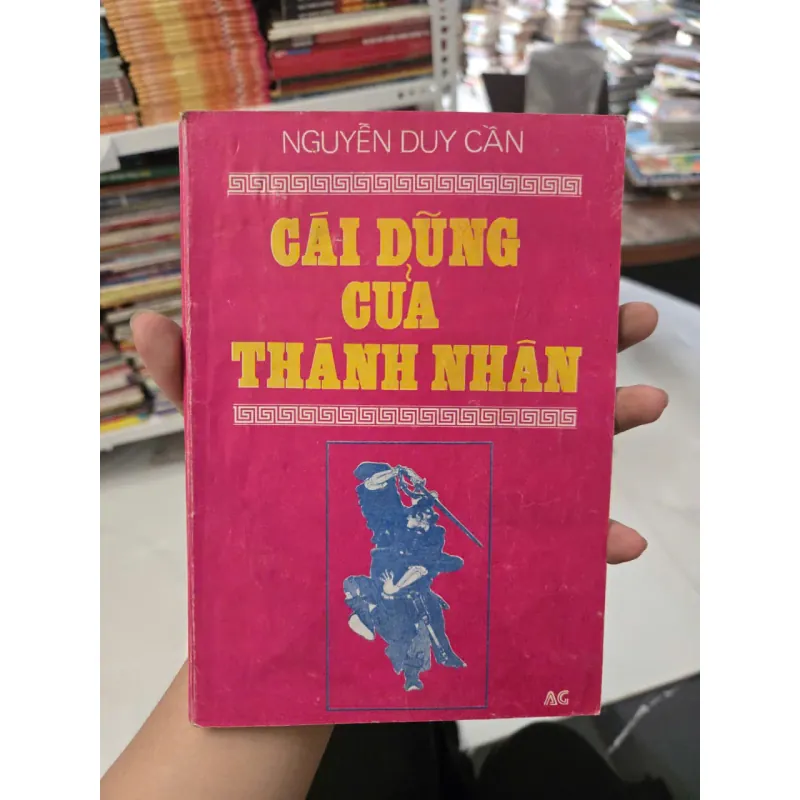 NGUYỄN DUY CẦN
CÁI DŨNG
CỦA
THÁNH NHÂN
AG